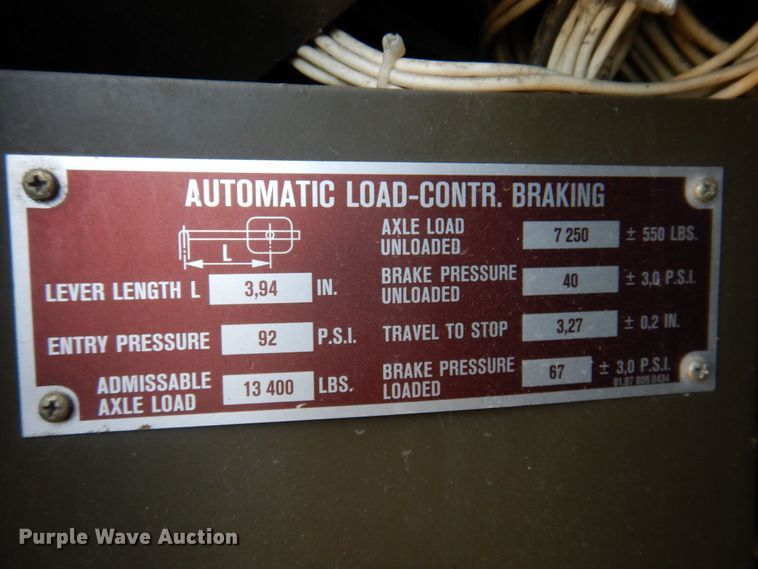 AUTOMATIC LOAD-CONTR. BRAKING
L
LEVER LENGTH L 3,94 IN.
ENTRY PRESSURE 92 P.S.I.
ADMISSABLE
AXLE LOAD 13 400 LBS.
AXLE LOAD
UNLOADED 7 250 ± 550 LBS.
BRAKE PRESSURE
UNLOADED 40 ± 3,0 P.S.I.
TRAVEL TO STOP 3,27 ± 0,2 IN.
BRAKE PRESSURE
LOADED 67 ± 3,0 P.S.I.
Purple Wave Auction